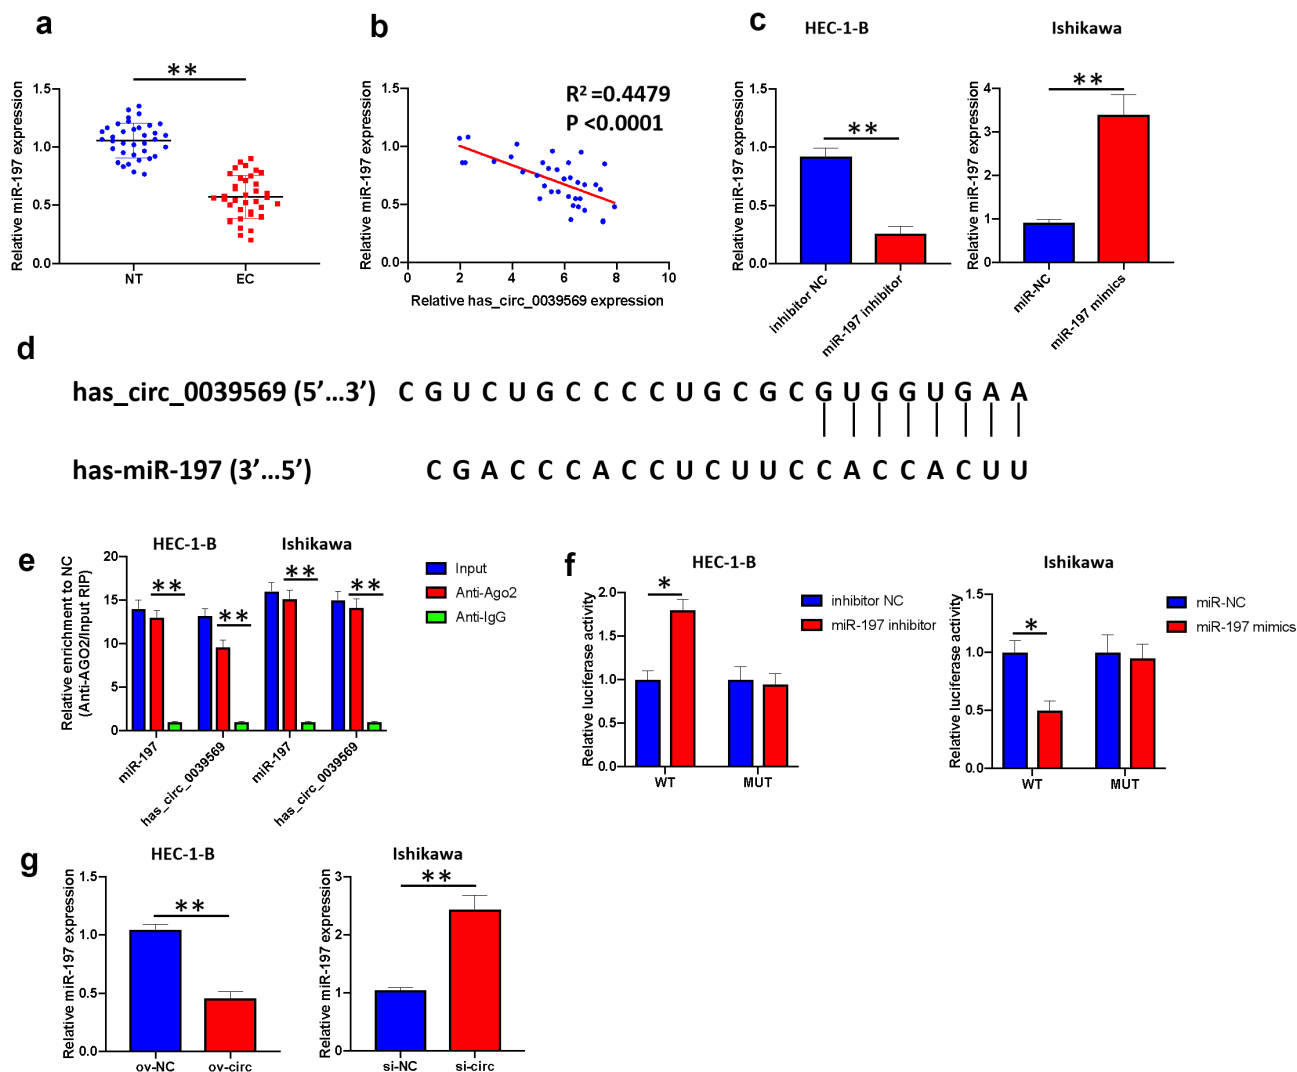 a
**
Relative miR-197 expression
1.5
1.0
0.5
0.0
NT
EC
b
R² =0.4479
P <0.0001
Relative miR-197 expression
1.5
1.0
0.5
0.0
0
2
4
6
8
10
Relative has_circ_0039569 expression
c
HEC-1-B
**
Relative miR-197 expression
1.5
1.0
0.5
0.0
inhibitor NC
miR-197 inhibitor
Ishikawa
**
Relative miR-197 expression
4
3
2
1
0
miR-NC
miR-197 mimics
d
has_circ_0039569 (5’...3’) C G U C U G C C C C U G C G C G U G G U G A A
has-miR-197 (3’...5’) C G A C C C A C C U C U U C C A C C A C U U
e
HEC-1-B
Ishikawa
Relative enrichment to NC
(Anti-AGO2/Input RIP)
20
15
10
5
0
**
**
**
**
miR-197
has_circ_0039569
miR-197
has_circ_0039569
Input
Anti-Ago2
Anti-IgG
f
HEC-1-B
Relative luciferase activity
2.0
1.5
1.0
0.5
0.0
*
WT
MUT
inhibitor NC
miR-197 inhibitor
Ishikawa
Relative luciferase activity
1.5
1.0
0.5
0.0
*
WT
MUT
miR-NC
miR-197 mimics
g
HEC-1-B
Relative miR-197 expression
1.5
1.0
0.5
0.0
**
ov-NC
ov-circ
Ishikawa
Relative miR-197 expression
3
2
1
0
**
si-NC
si-circ